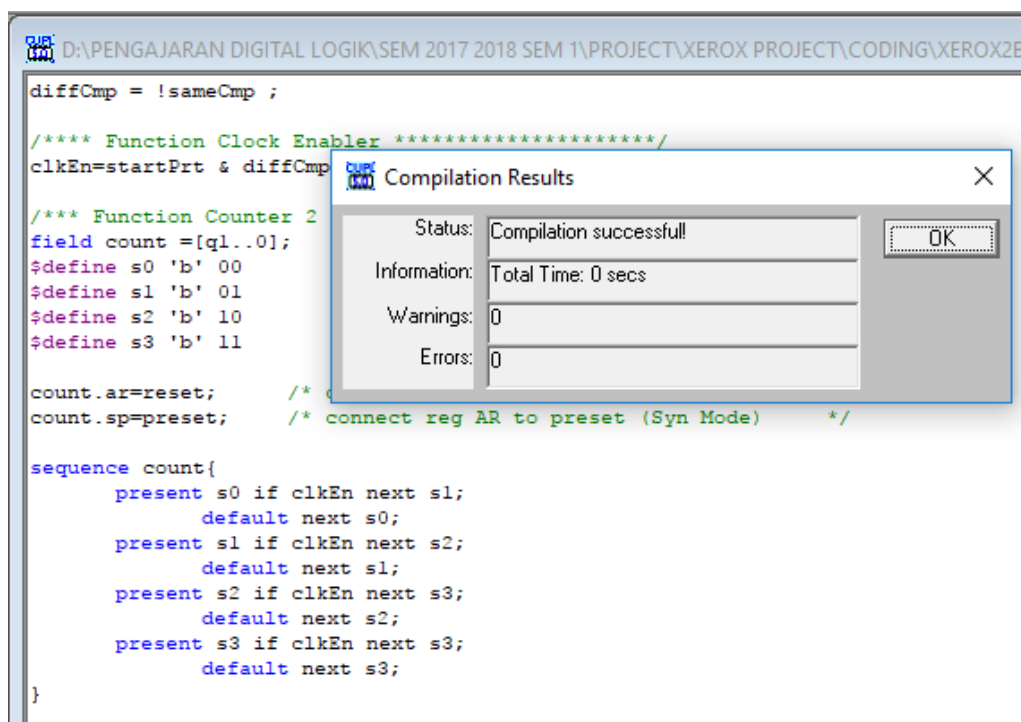 D:\PENGAJARAN DIGITAL LOGIK\SEM 2017 2018 SEM 1\PROJECT\XEROX PROJECT\CODING\XEROX2B
diffCmp = !sameCmp ;
/**** Function Clock Enabler *********************/
clkEn=startPrt & diffCmp
/*** Function Counter 2
field count =[q1..0];
$define s0 'b' 00
$define s1 'b' 01
$define s2 'b' 10
$define s3 'b' 11
count.ar=reset; /*
count.sp=preset; /* connect reg AR to preset (Syn Mode) */
sequence count{
present s0 if clkEn next s1;
default next s0;
present s1 if clkEn next s2;
default next s1;
present s2 if clkEn next s3;
default next s2;
present s3 if clkEn next s3;
default next s3;
}
Compilation Results
Status: Compilation successful!
OK
Information: Total Time: 0 secs
Warnings: 0
Errors: 0